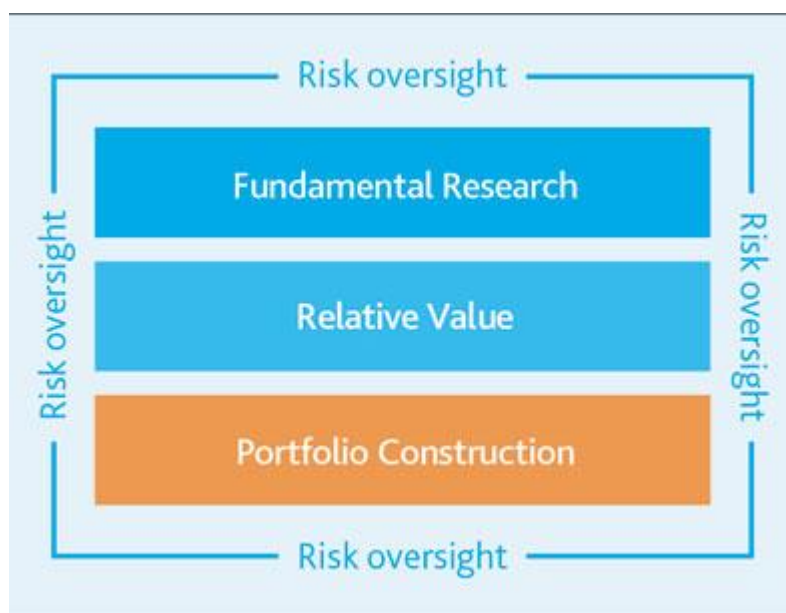 Risk oversight
Fundamental Research
Risk oversight
Relative Value
Risk oversight
Portfolio Construction
Risk oversight